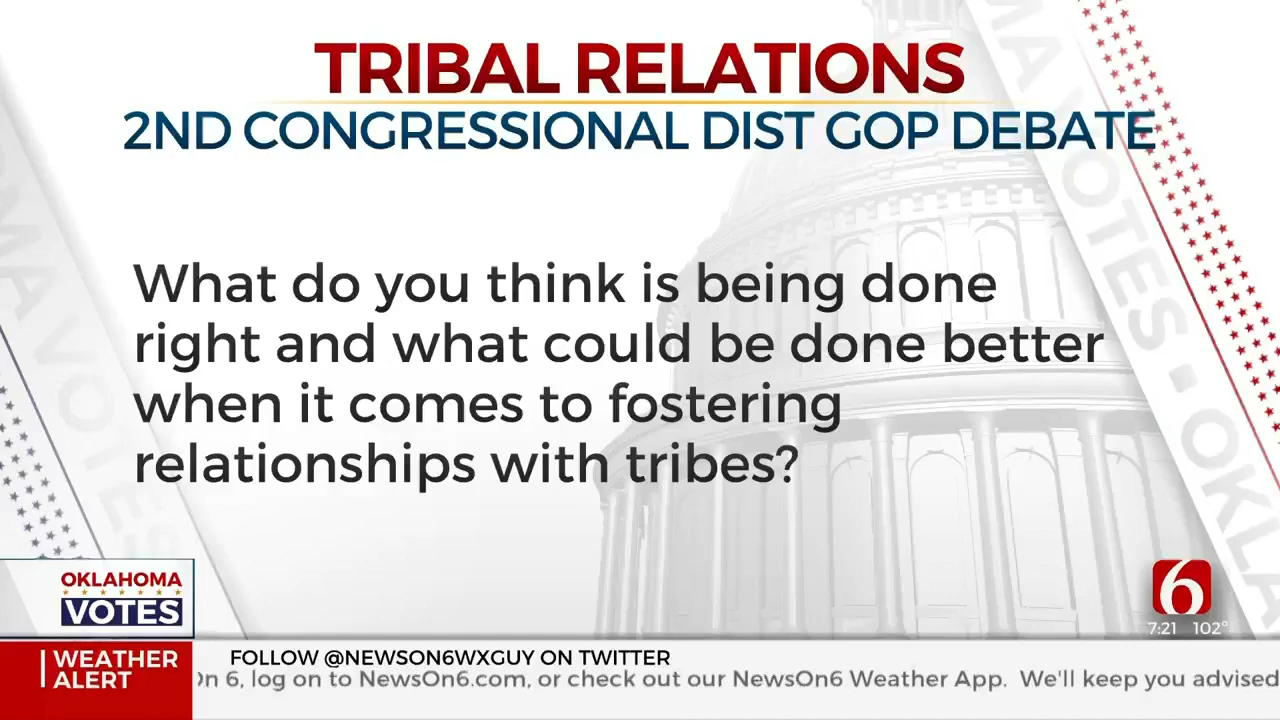 TRIBAL RELATIONS
2ND CONGRESSIONAL DIST GOP DEBATE
What do you think is being done
right and what could be done better
when it comes to fostering
relationships with tribes?
OKLAHOMA
VOTES
6
7:21 102°
WEATHER
ALERT
FOLLOW @NEWSON6WXGUY ON TWITTER
On 6, log on to NewsOn6.com, or check out our NewsOn6 Weather App. We'll keep you advised
VOTES • OKLA